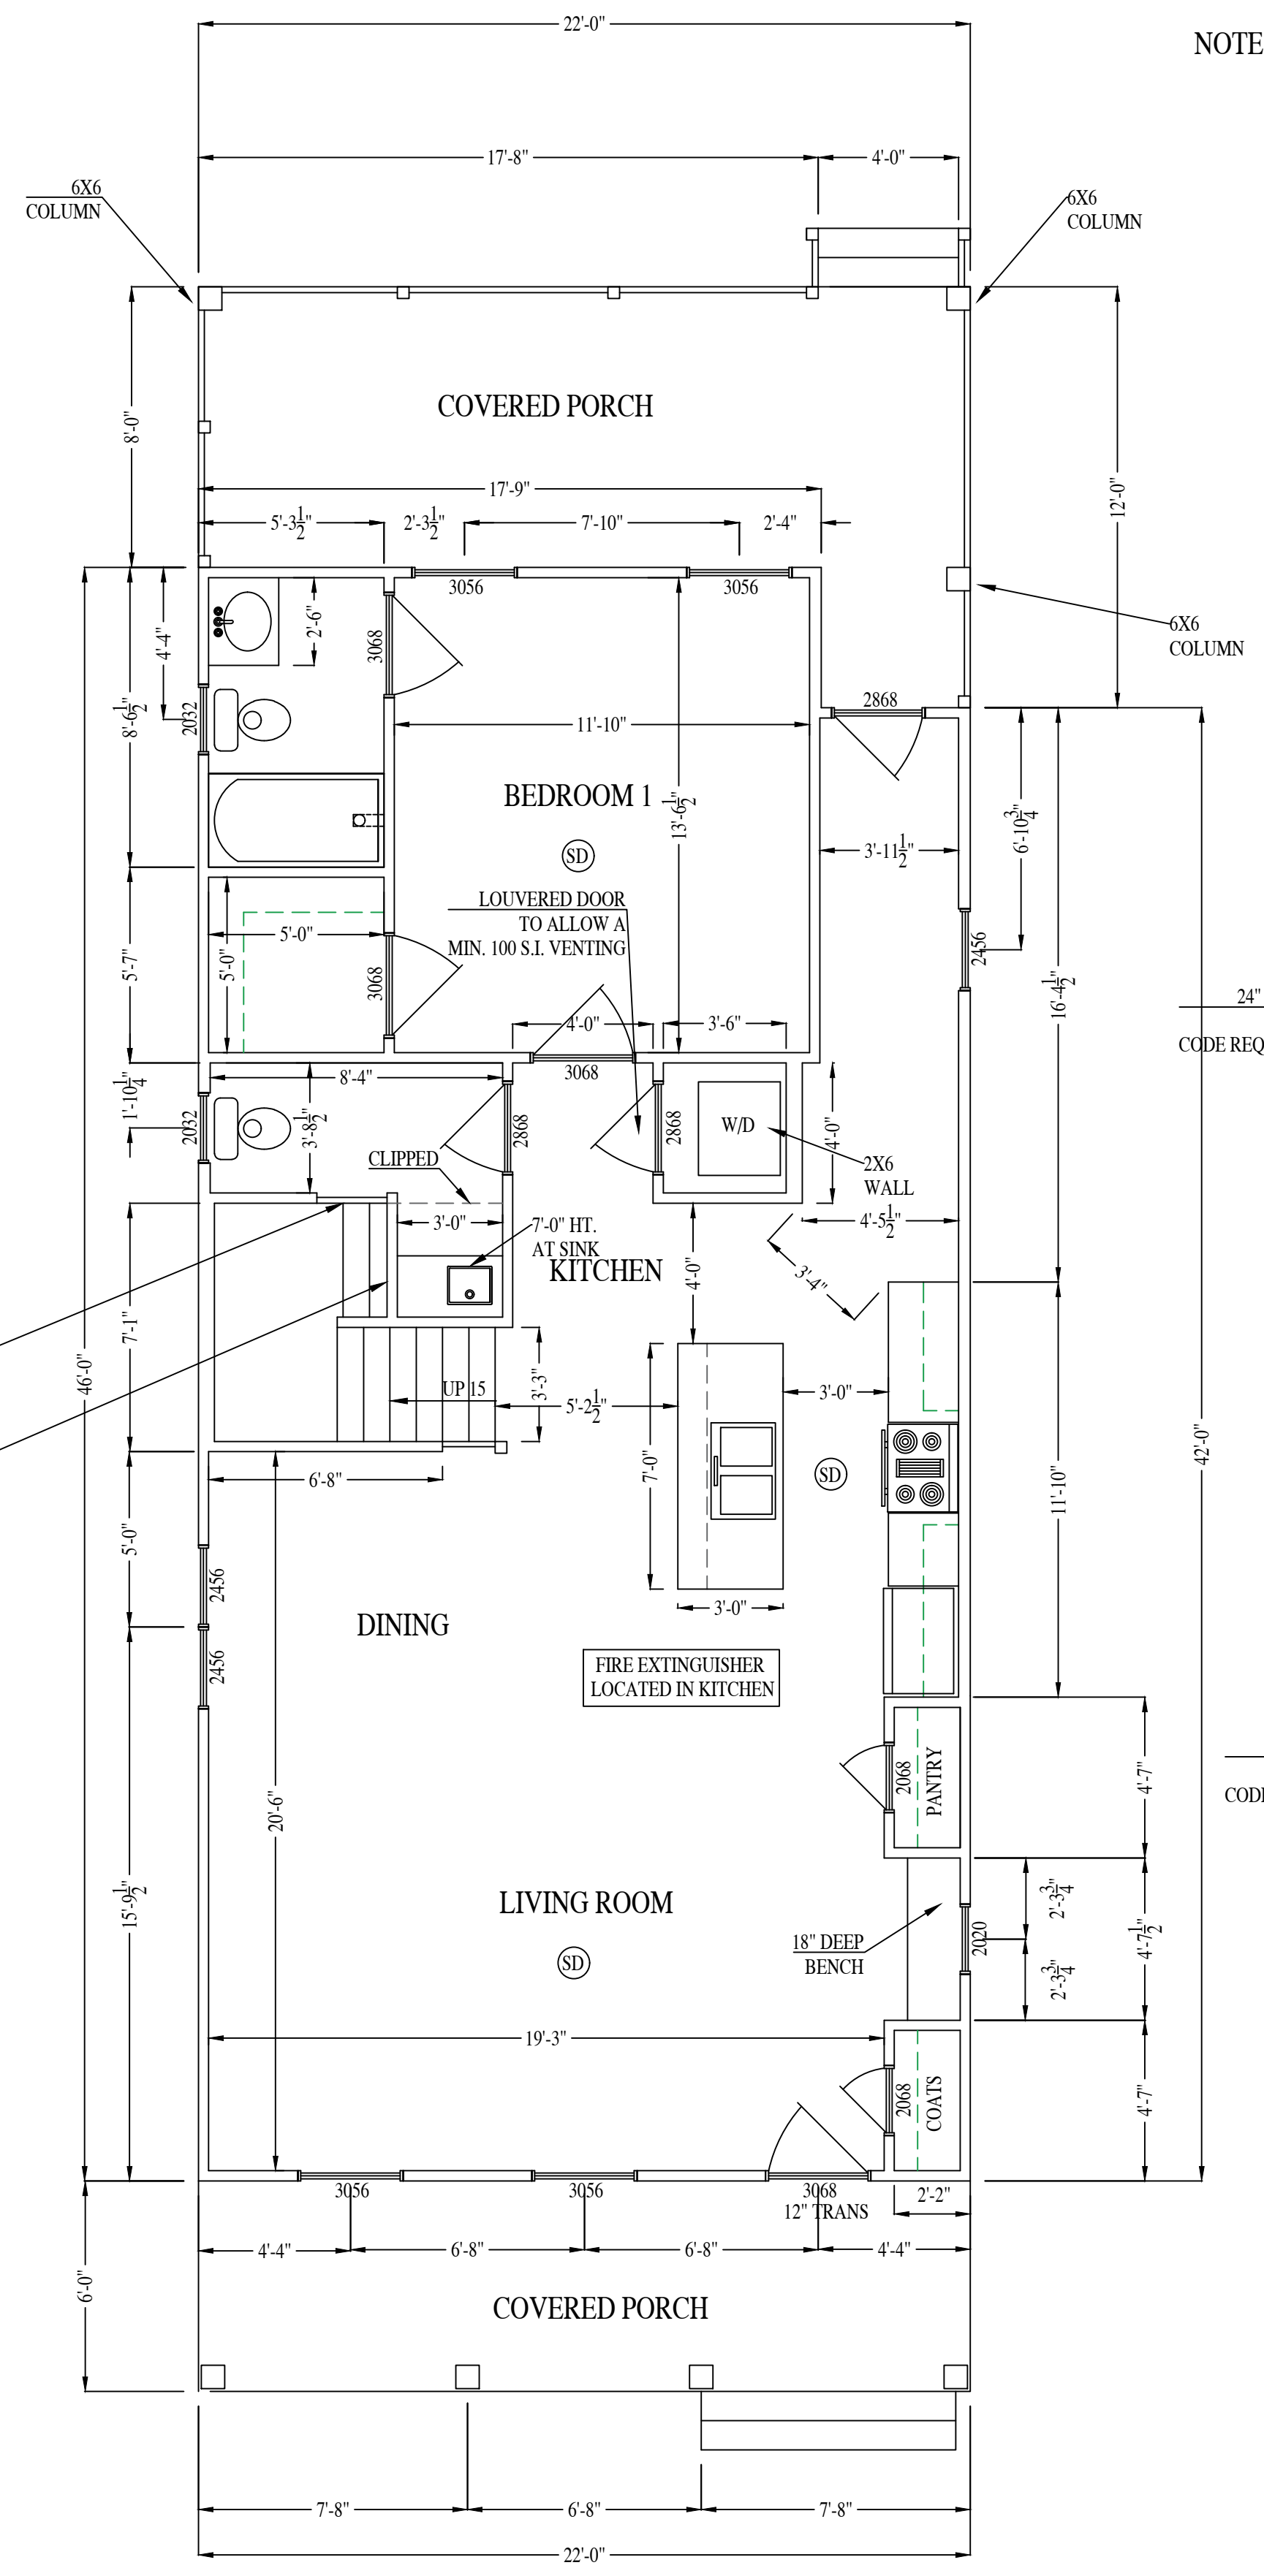 22'-0"
NOTE
17'-8"
4'-0"
6X6
COLUMN
6X6
COLUMN
8'-0"
COVERED PORCH
12'-0"
17'-9"
5'-3 1/2"
2'-3 1/2"
7'-10"
2'-4"
3056
3056
6X6
COLUMN
2'-6"
3068
4'-4"
8'-6 1/2"
2032
2868
11'-10"
BEDROOM 1
13'-6 1/2"
SD
3'-11 1/2"
6'-10 3/4"
LOUVERED DOOR
TO ALLOW A
MIN. 100 S.I. VENTING
5'-0"
5'-0"
5'-7"
3068
2456
16'-4 1/2"
24"
CODE REQ
4'-0"
3'-6"
3068
8'-4"
1'-10 1/4"
2032
3'-8 1/2"
2868
2868
W/D
4'-0"
CLIPPED
2X6
WALL
3'-0"
7'-0" HT.
AT SINK
4'-5 1/2"
KITCHEN
4'-0"
3'-4"
7'-1"
46'-0"
UP 15
3'-3"
5'-2 1/2"
3'-0"
6'-8"
7'-0"
SD
42'-0"
11'-10"
5'-0"
2456
3'-0"
DINING
2456
FIRE EXTINGUISHER
LOCATED IN KITCHEN
2068
PANTRY
4'-7"
CODE
20'-6"
15'-9 1/2"
LIVING ROOM
2'-3 3/4"
18" DEEP
BENCH
2020
4'-7 1/2"
SD
2'-3 3/4"
19'-3"
2068
COATS
4'-7"
3056
3056
3068
12" TRANS
2'-2"
4'-4"
6'-8"
6'-8"
4'-4"
6'-0"
COVERED PORCH
7'-8"
6'-8"
7'-8"
22'-0"